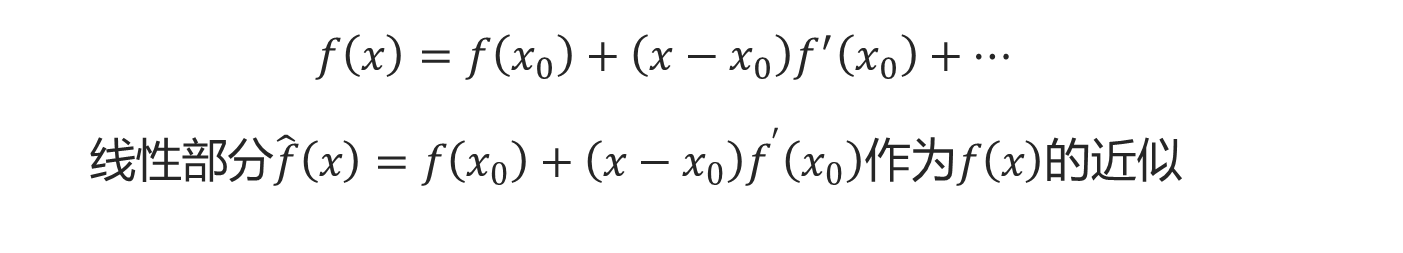 f(x) = f(x₀) + (x − x₀)f′(x₀) + ⋯
线性部分f̂(x) = f(x₀) + (x − x₀)f′(x₀)作为f(x)的近似